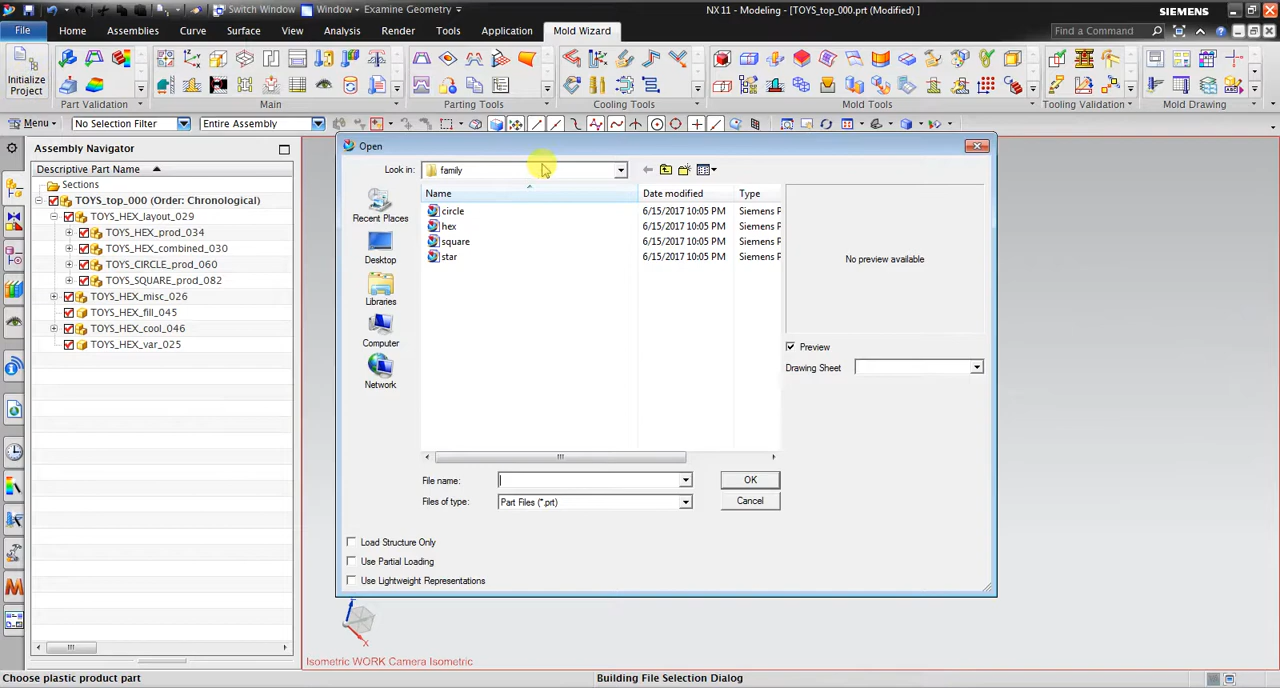 Switch Window Window Examine Geometry NX 11 - Modeling - [TOYS_top_000.prt (Modified) ] SIEMENS
File Home Assemblies Curve Surface View Analysis Render Tools Application Mold Wizard Find a Command
Initialize
Project
Part Validation Main Parting Tools Cooling Tools Mold Tools Tooling Validation Mold Drawing
Menu No Selection Filter Entire Assembly
Assembly Navigator
Descriptive Part Name
Sections
TOYS_top_000 (Order: Chronological)
TOYS_HEX_layout_029
TOYS_HEX_prod_034
TOYS_HEX_combined_030
TOYS_CIRCLE_prod_060
TOYS_SQUARE_prod_082
TOYS_HEX_misc_026
TOYS_HEX_fill_045
TOYS_HEX_cool_046
TOYS_HEX_var_025
Open
Look in: family
Recent Places
Desktop
Libraries
Computer
Network
Name Date modified Type
circle 6/15/2017 10:05 PM Siemens P
hex 6/15/2017 10:05 PM Siemens P
square 6/15/2017 10:05 PM Siemens P
star 6/15/2017 10:05 PM Siemens P
No preview available
Preview
Drawing Sheet
File name: OK
Files of type: Part Files (*.prt) Cancel
Load Structure Only
Use Partial Loading
Use Lightweight Representations
X
Isometric WORK Camera Isometric
Choose plastic product part Building File Selection Dialog